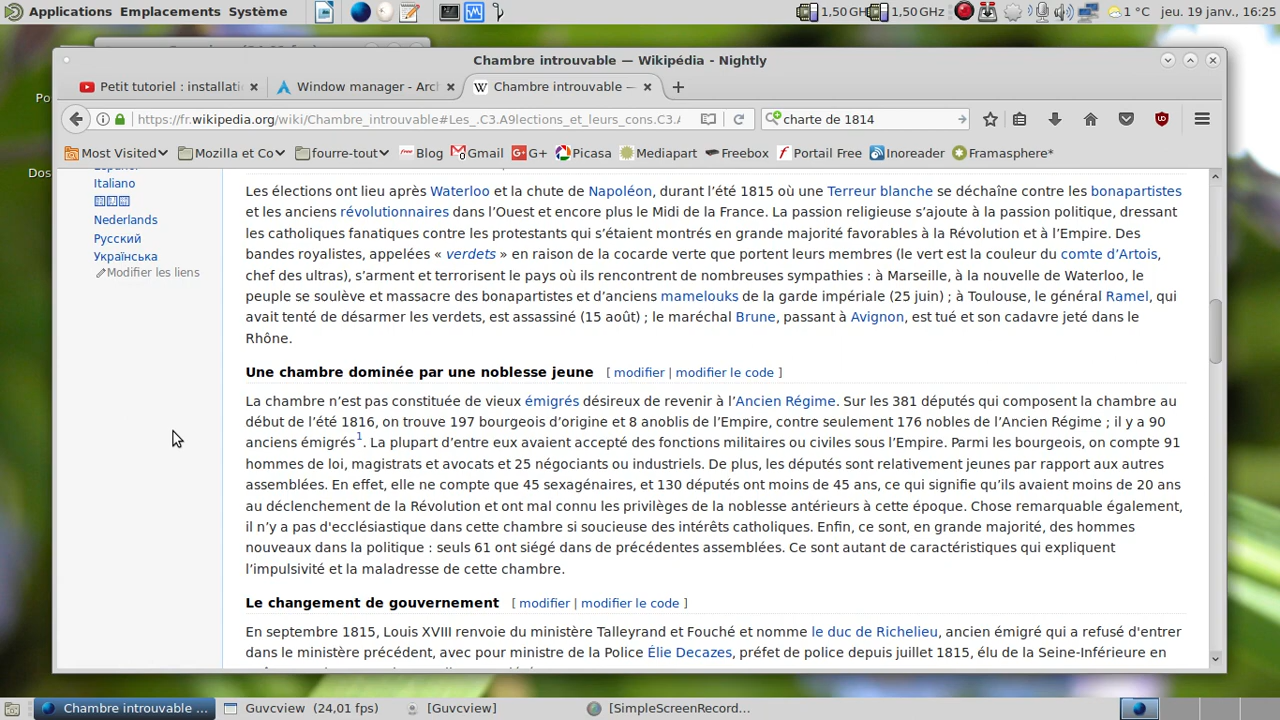 Applications Emplacements Système
1,50 GH 1,50 GHz 1 °C jeu. 19 janv., 16:25
Chambre introuvable — Wikipédia - Nightly
Petit tutoriel : installati Window manager - Arc Chambre introuvable —
https://fr.wikipedia.org/wiki/Chambre_introuvable#Les_.C3.A9lections_et_leurs_cons.C3.A charte de 1814
Most Visited Mozilla et Co fourre-tout Blog Gmail G+ Picasa Mediapart Freebox Portail Free Inoreader Framasphere*
Italiano
Nederlands
Русский
Українська
Modifier les liens
Les élections ont lieu après Waterloo et la chute de Napoléon, durant l'été 1815 où une Terreur blanche se déchaîne contre les bonapartistes
et les anciens révolutionnaires dans l'Ouest et encore plus le Midi de la France. La passion religieuse s'ajoute à la passion politique, dressant
les catholiques fanatiques contre les protestants qui s'étaient montrés en grande majorité favorables à la Révolution et à l'Empire. Des
bandes royalistes, appelées « verdets » en raison de la cocarde verte que portent leurs membres (le vert est la couleur du comte d'Artois,
chef des ultras), s'arment et terrorisent le pays où ils rencontrent de nombreuses sympathies : à Marseille, à la nouvelle de Waterloo, le
peuple se soulève et massacre des bonapartistes et d'anciens mamelouks de la garde impériale (25 juin) ; à Toulouse, le général Ramel, qui
avait tenté de désarmer les verdets, est assassiné (15 août) ; le maréchal Brune, passant à Avignon, est tué et son cadavre jeté dans le
Rhône.
Une chambre dominée par une noblesse jeune [ modifier | modifier le code ]
La chambre n'est pas constituée de vieux émigrés désireux de revenir à l'Ancien Régime. Sur les 381 députés qui composent la chambre au
début de l'été 1816, on trouve 197 bourgeois d'origine et 8 anoblis de l'Empire, contre seulement 176 nobles de l'Ancien Régime ; il y a 90
anciens émigrés1. La plupart d'entre eux avaient accepté des fonctions militaires ou civiles sous l'Empire. Parmi les bourgeois, on compte 91
hommes de loi, magistrats et avocats et 25 négociants ou industriels. De plus, les députés sont relativement jeunes par rapport aux autres
assemblées. En effet, elle ne compte que 45 sexagénaires, et 130 députés ont moins de 45 ans, ce qui signifie qu'ils avaient moins de 20 ans
au déclenchement de la Révolution et ont mal connu les privilèges de la noblesse antérieurs à cette époque. Chose remarquable également,
il n'y a pas d'ecclésiastique dans cette chambre si soucieuse des intérêts catholiques. Enfin, ce sont, en grande majorité, des hommes
nouveaux dans la politique : seuls 61 ont siégé dans de précédentes assemblées. Ce sont autant de caractéristiques qui expliquent
l'impulsivité et la maladresse de cette chambre.
Le changement de gouvernement [ modifier | modifier le code ]
En septembre 1815, Louis XVIII renvoie du ministère Talleyrand et Fouché et nomme le duc de Richelieu, ancien émigré qui a refusé d'entrer
dans le ministère précédent, avec pour ministre de la Police Élie Decazes, préfet de police depuis juillet 1815, élu de la Seine-Inférieure en
Chambre introuvable ... Guvcview (24,01 fps) [Guvcview] [SimpleScreenRecord...